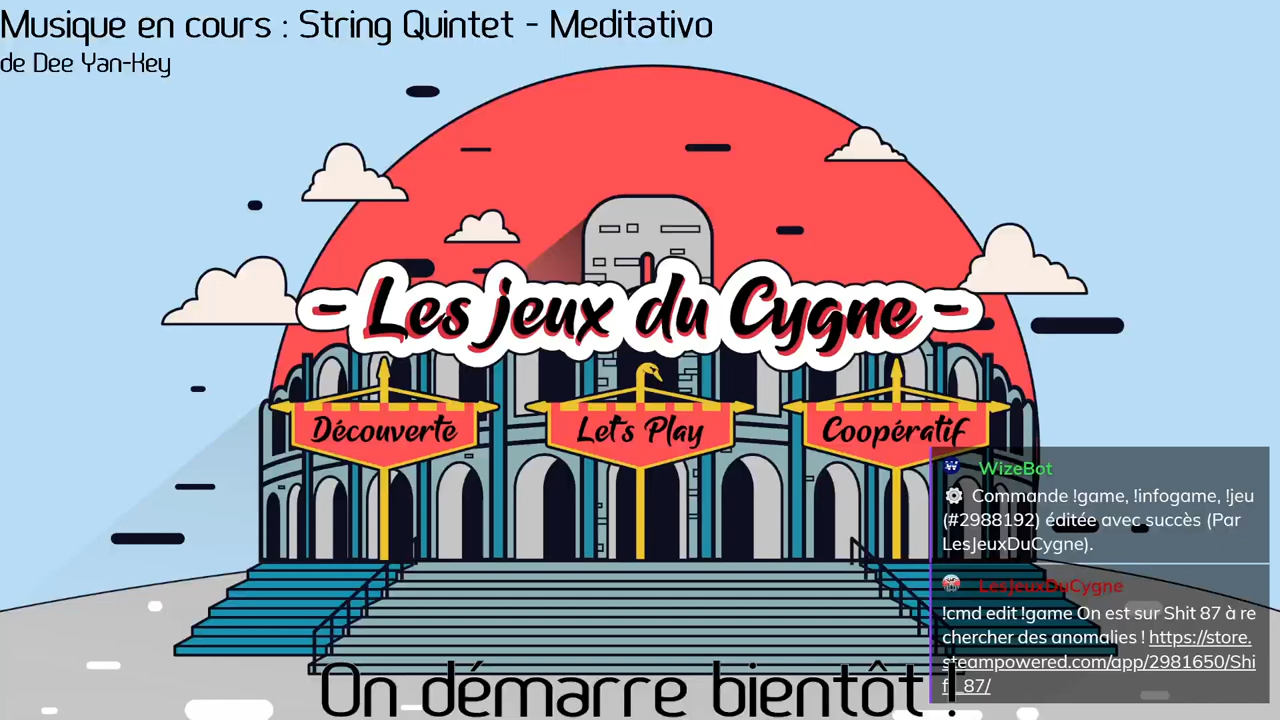 Musique en cours : String Quintet - Meditativo
de Dee Yan-Key
- Les jeux du Cygne -
Découverte
Let's Play
Coopératif
WizeBot
Commande !game, !infogame, !jeu
(#2988192) éditée avec succès (Par
LesJeuxDuCygne).
LesJeuxDuCygne
!cmd edit !game On est sur Shit 87 à re
chercher des anomalies ! https://store.
steampowered.com/app/2981650/Shi
ft_87/
On démarre bientôt !